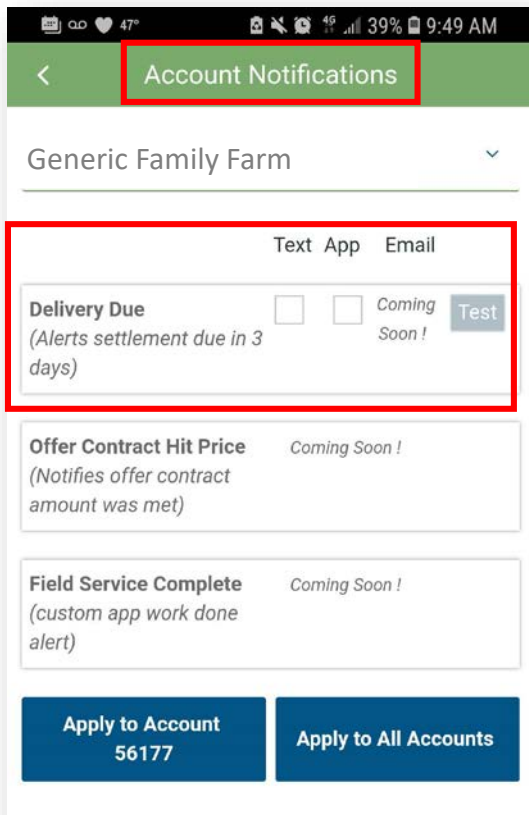 47° 4G 39% 9:49 AM
Account Notifications
Generic Family Farm
Text App Email
Delivery Due
(Alerts settlement due in 3
days)
Coming
Soon !
Test
Offer Contract Hit Price
(Notifies offer contract
amount was met)
Coming Soon !
Field Service Complete
(custom app work done
alert)
Coming Soon !
Apply to Account
56177
Apply to All Accounts